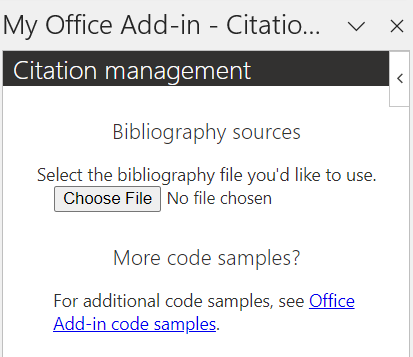 My Office Add-in - Citatio...
Citation management
Bibliography sources
Select the bibliography file you'd like to use.
Choose File No file chosen
More code samples?
For additional code samples, see Office
Add-in code samples.